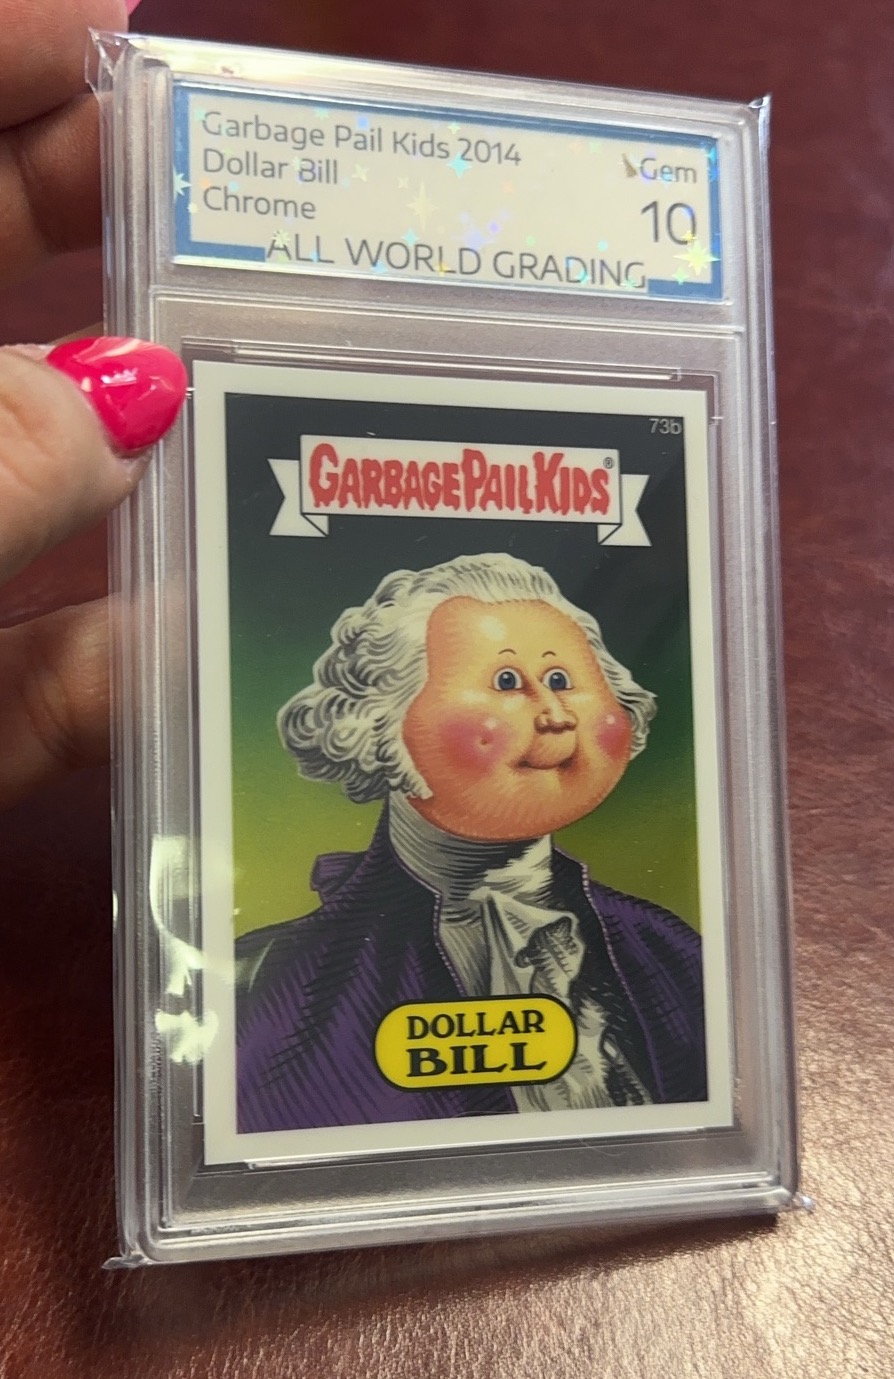 Garbage Pail Kids 2014
Dollar Bill
Chrome
Gem
10
ALL WORLD GRADING
73b
GARBAGE PAIL KIDS®
DOLLAR
BILL